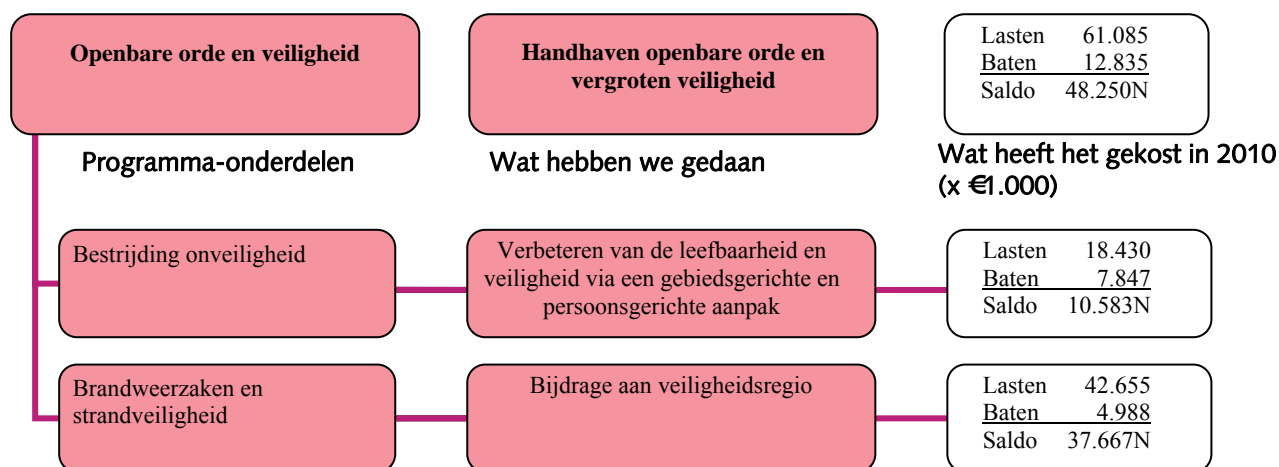 Openbare orde en veiligheid
Handhaven openbare orde en
vergroten veiligheid
Lasten 61.085
Baten 12.835
Saldo 48.250N
Programma-onderdelen
Wat hebben we gedaan
Wat heeft het gekost in 2010
(x €1.000)
Bestrijding onveiligheid
Verbeteren van de leefbaarheid en
veiligheid via een gebiedsgerichte en
persoonsgerichte aanpak
Lasten 18.430
Baten 7.847
Saldo 10.583N
Brandweerzaken en
strandveiligheid
Bijdrage aan veiligheidsregio
Lasten 42.655
Baten 4.988
Saldo 37.667N